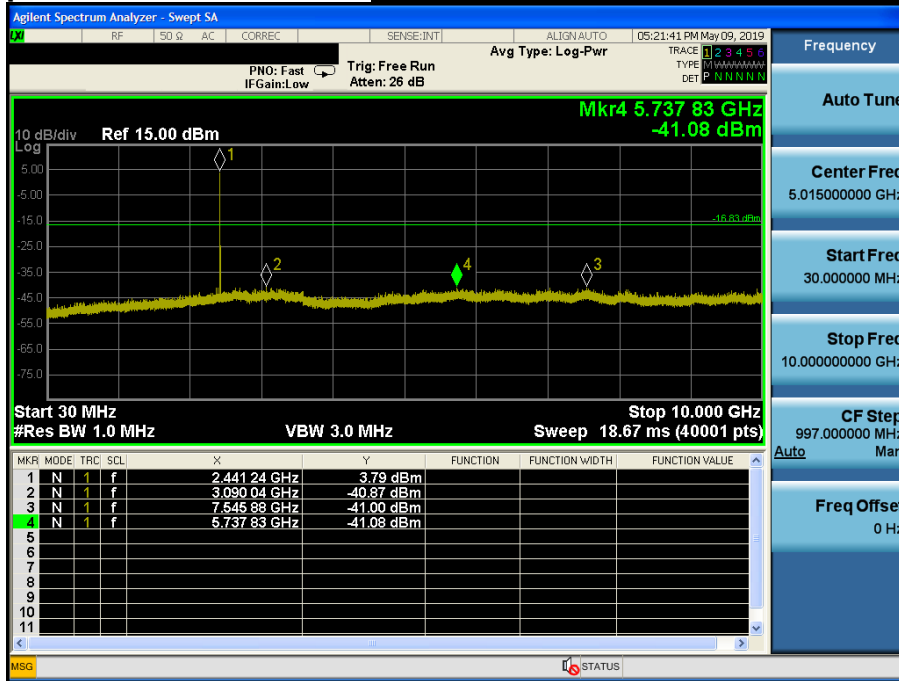 Agilent Spectrum Analyzer - Swept SA
LXI RF 50 Ω AC CORREC SENSE:INT ALIGN AUTO 05:21:41 PM May 09, 2019
Avg Type: Log-Pwr TRACE 1 2 3 4 5 6
PNO: Fast Trig: Free Run TYPE M WWWWW
IFGain:Low Atten: 26 dB DET P N N N N N
Frequency
Mkr4 5.737 83 GHz
-41.08 dBm
10 dB/div Ref 15.00 dBm
Log
5.00
-5.00
-15.0
-25.0
-35.0
-45.0
-55.0
-65.0
-75.0
1
2
4
3
-16.83 dBm
Start 30 MHz Stop 10.000 GHz
#Res BW 1.0 MHz VBW 3.0 MHz Sweep 18.67 ms (40001 pts)
MKR MODE TRC SCL X Y FUNCTION FUNCTION WIDTH FUNCTION VALUE
1 N 1 f 2.441 24 GHz 3.79 dBm
2 N 1 f 3.090 04 GHz -40.87 dBm
3 N 1 f 7.545 88 GHz -41.00 dBm
4 N 1 f 5.737 83 GHz -41.08 dBm
5
6
7
8
9
10
11
MSG STATUS
Auto Tune
Center Freq
5.015000000 GHz
Start Freq
30.000000 MHz
Stop Freq
10.000000000 GHz
CF Step
997.000000 MHz
Auto Man
Freq Offset
0 Hz